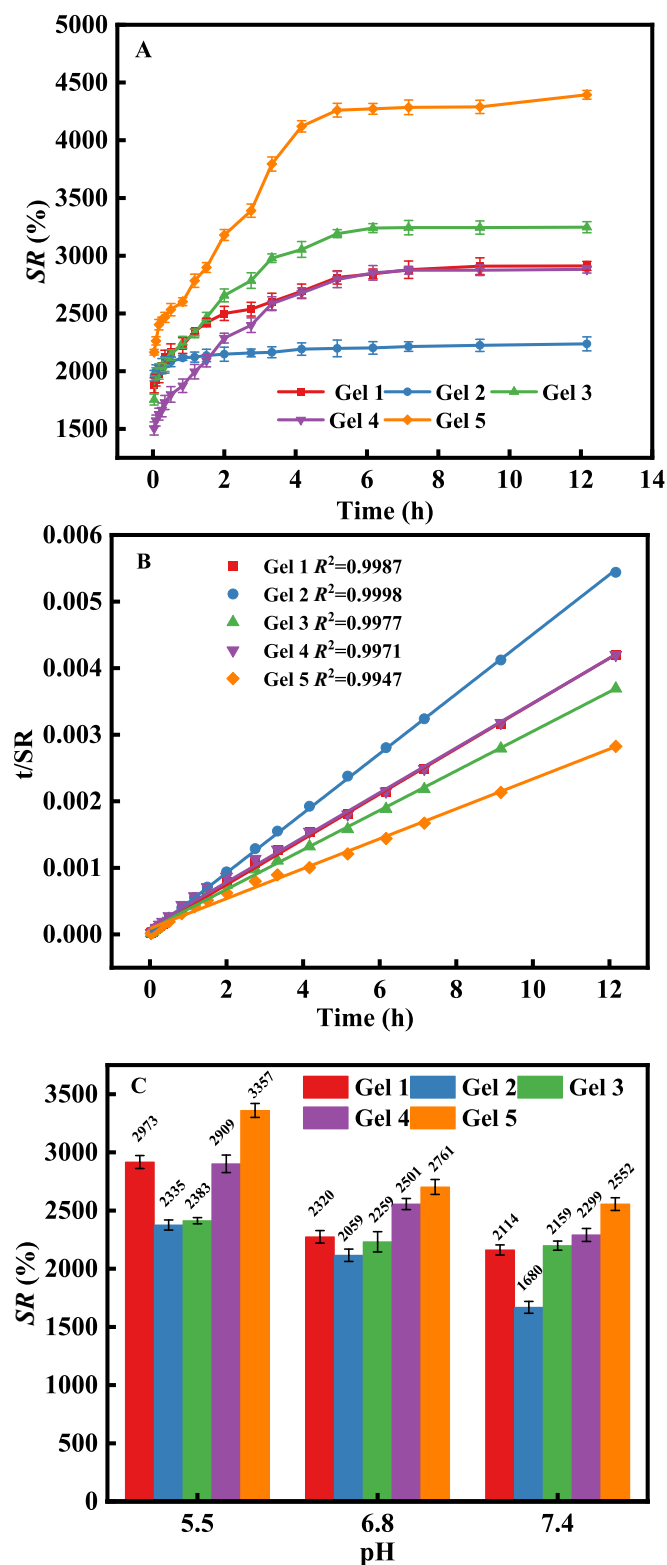 A
5000
4500
4000
3500
3000
2500
2000
1500
SR (%)
Gel 1 Gel 2 Gel 3
Gel 4 Gel 5
0 2 4 6 8 10 12 14
Time (h)
B
0.006
0.005
0.004
0.003
0.002
0.001
0.000
t/SR
Gel 1 R²=0.9987
Gel 2 R²=0.9998
Gel 3 R²=0.9977
Gel 4 R²=0.9971
Gel 5 R²=0.9947
0 2 4 6 8 10 12
Time (h)
C
3500
3000
2500
2000
1500
1000
500
0
SR (%)
Gel 1 Gel 2 Gel 3
Gel 4 Gel 5
2973 2335 2383 2909 3357
2320 2059 2259 2501 2761
2114 1680 2159 2299 2552
5.5 6.8 7.4
pH